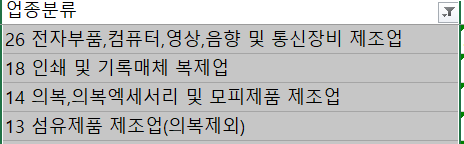 업종분류
26 전자부품,컴퓨터,영상,음향 및 통신장비 제조업
18 인쇄 및 기록매체 복제업
14 의복,의복엑세서리 및 모피제품 제조업
13 섬유제품 제조업(의복제외)